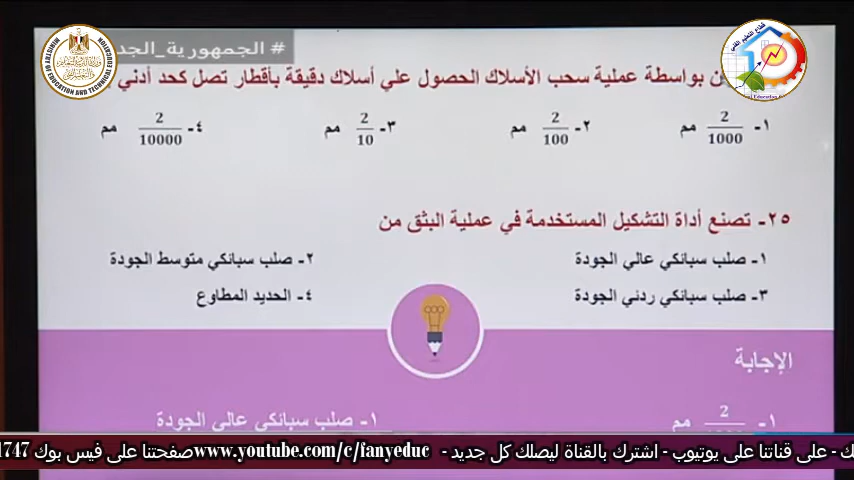 # الجمهورية_الجد
بواسطة عملية سحب الأسلاك الحصول علي أسلاك دقيقة بأقطار تصل كحد أدني
١- 2/1000 مم
٢- 2/100 مم
٣- 2/10 مم
٤- 2/10000 مم
٢٥- تصنع أداة التشكيل المستخدمة في عملية البثق من
١- صلب سبائكي عالي الجودة
٢- صلب سبائكي متوسط الجودة
٣- صلب سبائكي ردئي الجودة
٤- الحديد المطاوع
الإجابة
١- 2 مم
١- صلب سبائكي عالي الجودة
ك - على قناتنا على يوتيوب - اشترك بالقناة ليصلك كل جديد - www.youtube.com/c/fanyeduc صفحتنا على فيس بوك 1747